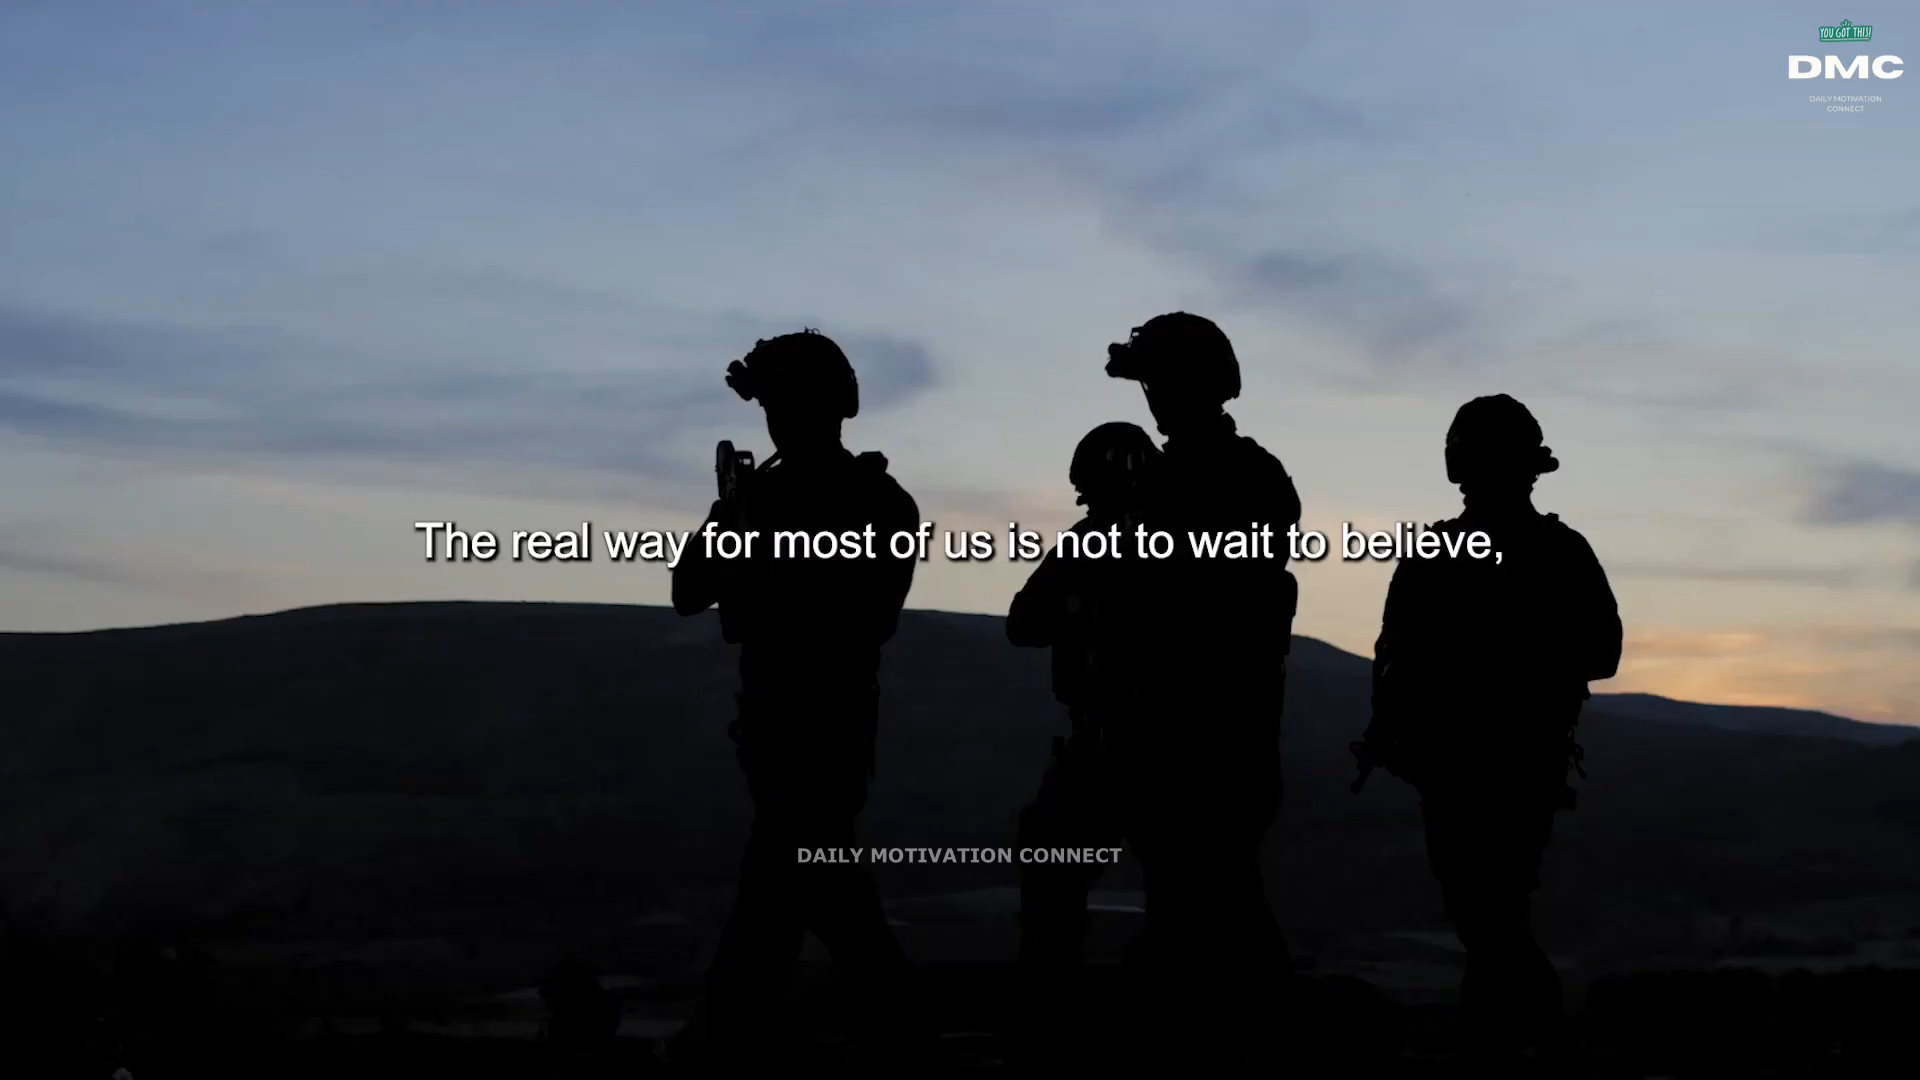 YOU GOT THIS!
DMC
DAILY MOTIVATION
CONNECT
The real way for most of us is not to wait to believe,
DAILY MOTIVATION CONNECT